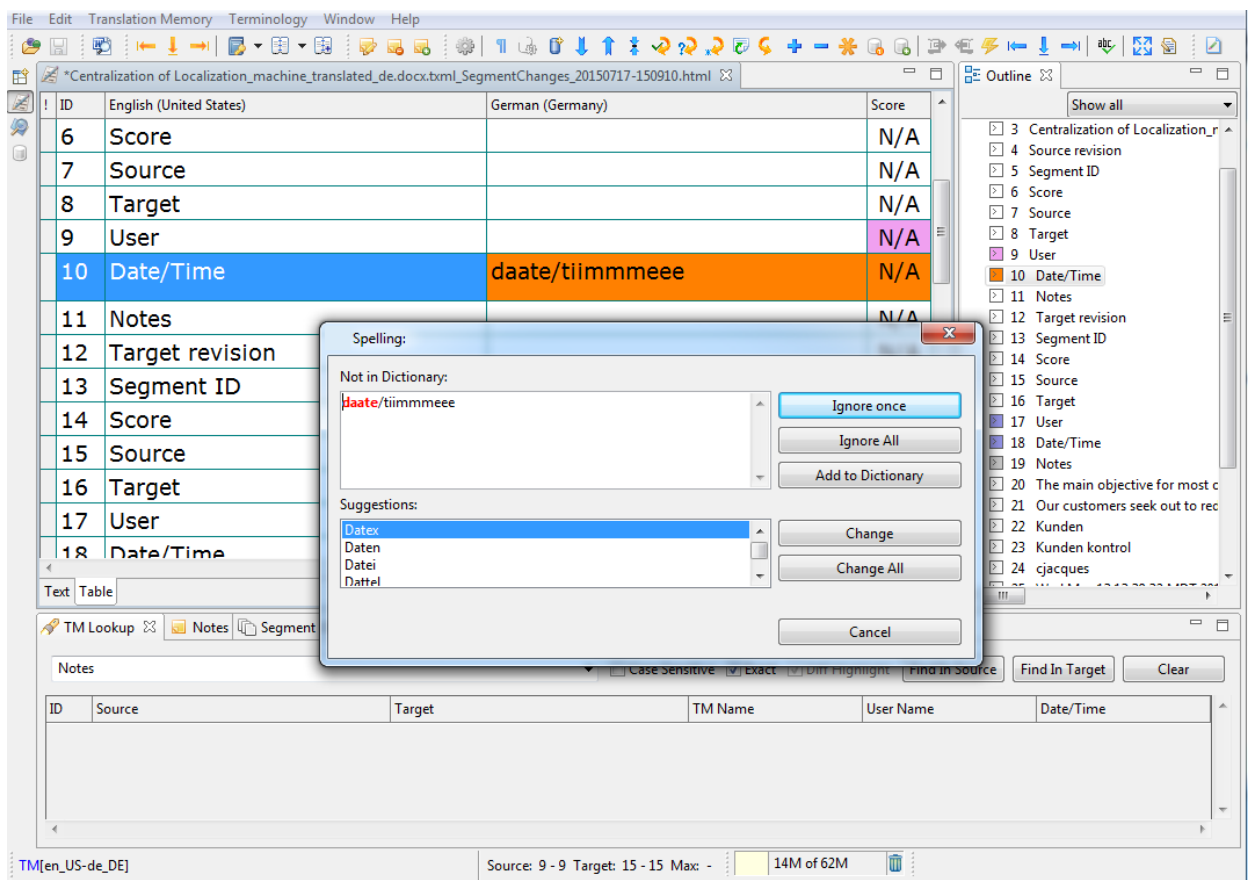 File Edit Translation Memory Terminology Window Help
*Centralization of Localization_machine_translated_de.docx.txml_SegmentChanges_20150717-150910.html
Outline
! ID English (United States) German (Germany) Score
Show all
6 Score N/A
7 Source N/A
8 Target N/A
9 User N/A
10 Date/Time daate/tiimmmeee N/A
11 Notes N/A
12 Target revision
13 Segment ID
14 Score
15 Source
16 Target
17 User
18 Date/Time
Text Table
3 Centralization of Localization_r
4 Source revision
5 Segment ID
6 Score
7 Source
8 Target
9 User
10 Date/Time
11 Notes
12 Target revision
13 Segment ID
14 Score
15 Source
16 Target
17 User
18 Date/Time
19 Notes
20 The main objective for most c
21 Our customers seek out to rec
22 Kunden
23 Kunden kontrol
24 cjacques
Spelling:
Not in Dictionary:
daate/tiimmmeee
Ignore once
Ignore All
Add to Dictionary
Suggestions:
Datex
Daten
Datei
Dattel
Change
Change All
Cancel
TM Lookup Notes Segment
Notes Case Sensitive Exact Diff Highlight Find In Source Find In Target Clear
ID Source Target TM Name User Name Date/Time
TM[en_US-de_DE] Source: 9 - 9 Target: 15 - 15 Max: - 14M of 62M